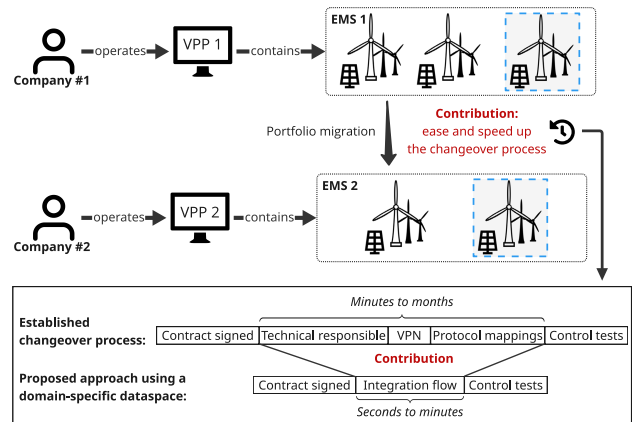 EMS 1
VPP 1
operates
contains
Company #1
Portfolio migration
Contribution:
ease and speed up
the changeover process
EMS 2
VPP 2
operates
contains
Company #2
Minutes to months
Established
changeover process:
Contract signed Technical responsible VPN Protocol mappings Control tests
Contribution
Proposed approach using a
domain-specific dataspace:
Contract signed Integration flow Control tests
Seconds to minutes